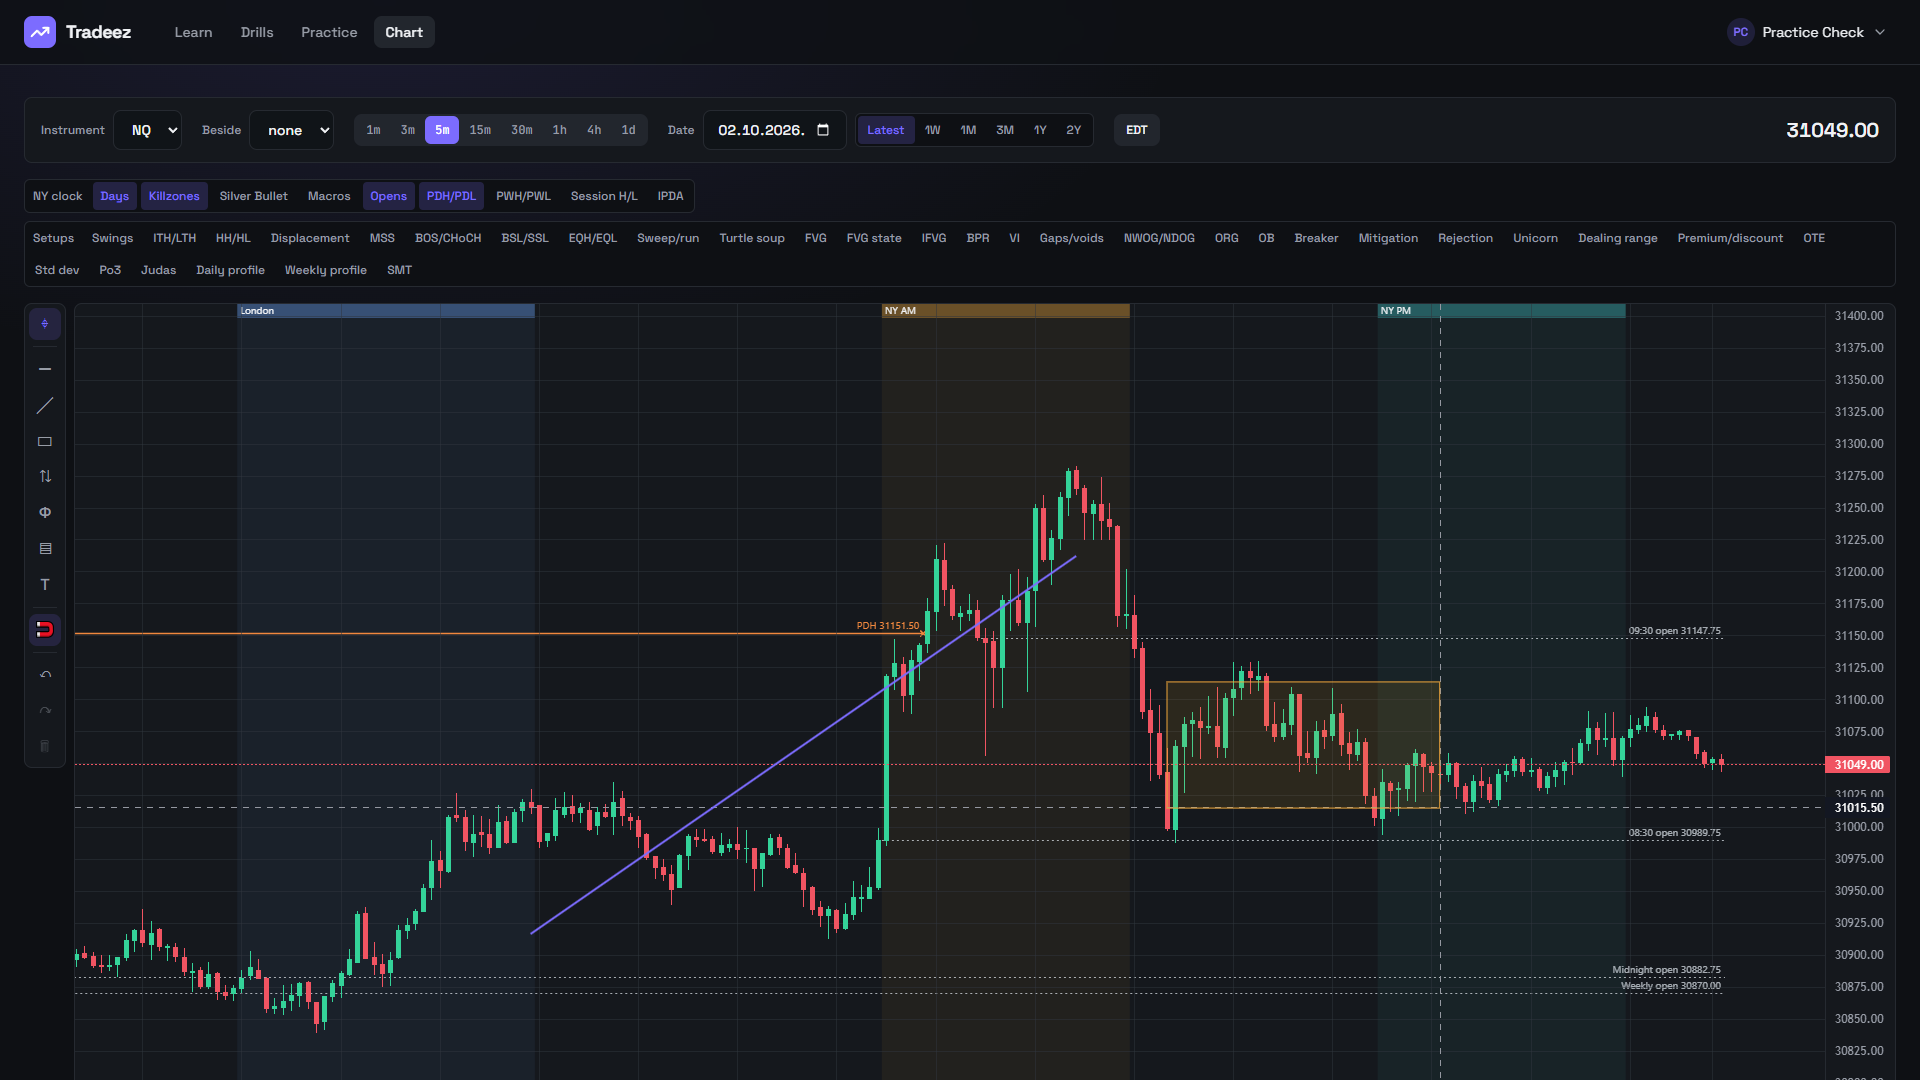 Tradeez Learn Drills Practice Chart PC Practice Check
Instrument NQ Beside none 1m 3m 5m 15m 30m 1h 4h 1d Date 02.10.2026. Latest 1W 1M 3M 1Y 2Y EDT 31049.00
NY clock Days Killzones Silver Bullet Macros Opens PDH/PDL PWH/PWL Session H/L IPDA
Setups Swings ITH/LTH HH/HL Displacement MSS BOS/CHoCH BSL/SSL EQH/EQL Sweep/run Turtle soup FVG FVG state IFVG BPR VI Gaps/voids NWOG/NDOG ORG OB Breaker Mitigation Rejection Unicorn Dealing range Premium/discount OTE
Std dev Po3 Judas Daily profile Weekly profile SMT
London NY AM NY PM
31400.00
31375.00
31350.00
31325.00
31300.00
31275.00
31250.00
31225.00
31200.00
31175.00
T
PDH 31151.50
09:30 open 31147.75
31150.00
31125.00
31100.00
31075.00
31049.00
31025.00
31015.50
31000.00
08:30 open 30989.75
30975.00
30950.00
30925.00
30900.00
Midnight open 30882.75
Weekly open 30870.00
30875.00
30850.00
30825.00